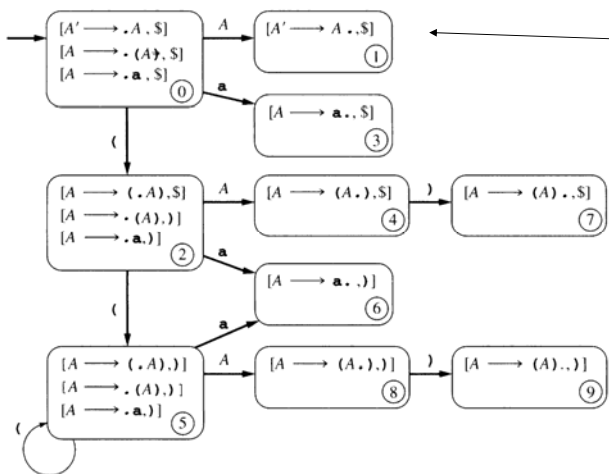 [A′ ⟶ .A,$]
[A ⟶ .(A),$]
[A ⟶ .a,$]
0
A
[A′ ⟶ A.,$]
1
a
[A ⟶ a.,$]
3
(
[A ⟶ (.A),$]
[A ⟶ .(A),)]
[A ⟶ .a,)]
2
A
[A ⟶ (A.),$]
4
)
[A ⟶ (A).,$]
7
a
[A ⟶ a.,)]
6
(
a
[A ⟶ (.A),)]
[A ⟶ .(A),)]
[A ⟶ .a,)]
5
A
[A ⟶ (A.),)]
8
)
[A ⟶ (A).,)]
9
(